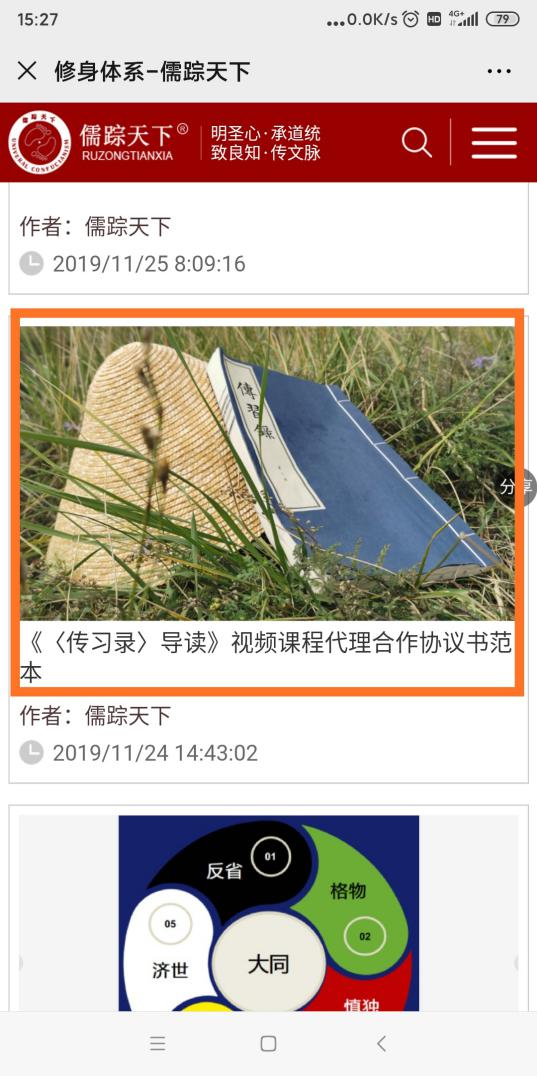 15:27
...0.0K/s HD 4G+ 79
修身体系-儒踪天下
儒踪天下®
RUZONGTIANXIA
明圣心·承道统
致良知·传文脉
儒踪天下
UNIVERSAL CONFUCIANISM
作者：儒踪天下
2019/11/25 8:09:16
傳習錄
分享
《〈传习录〉导读》视频课程代理合作协议书范
本
作者：儒踪天下
2019/11/24 14:43:02
反省
01
格物
02
05
济世
大同
慎独